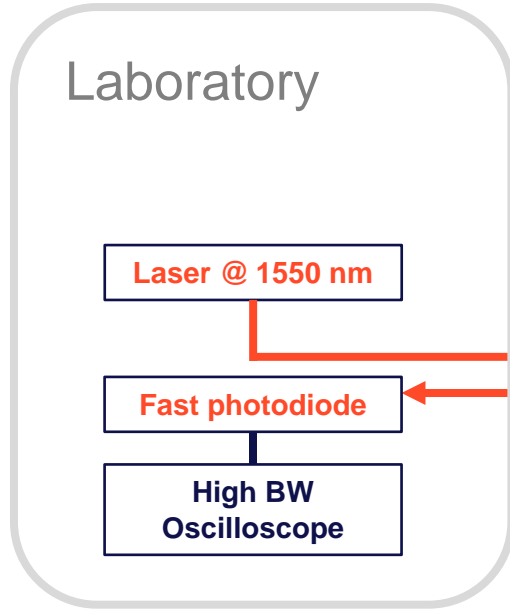 Laboratory
Laser @ 1550 nm
Fast photodiode
High BW
Oscilloscope